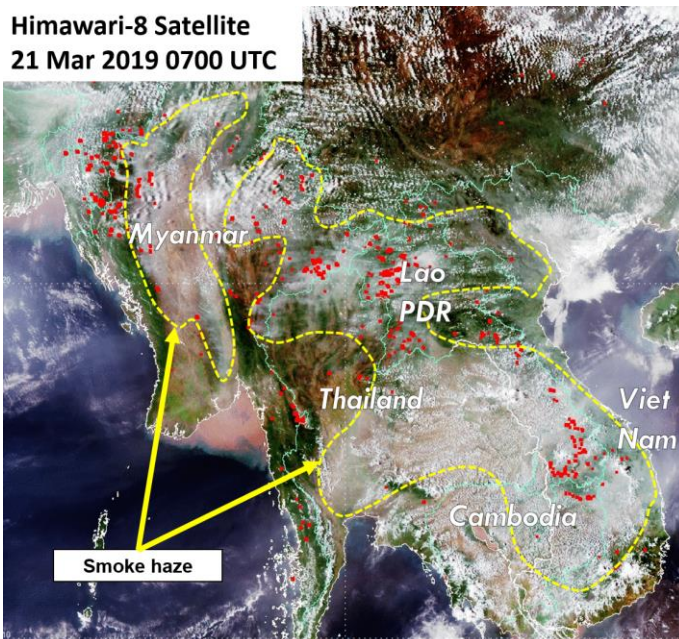 Himawari-8 Satellite
21 Mar 2019 0700 UTC
Myanmar
Lao
PDR
Thailand
Viet
Nam
Cambodia
Smoke haze